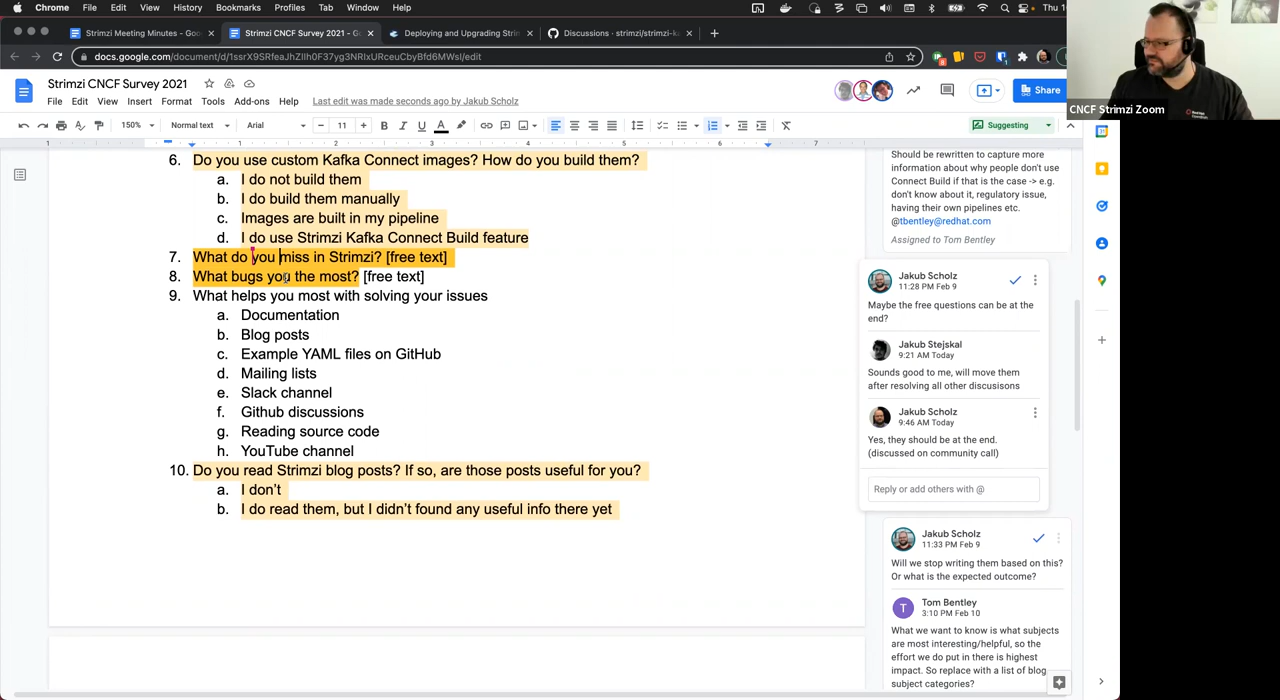 Chrome File Edit View History Bookmarks Profiles Tab Window Help
Strimzi Meeting Minutes - Goo
Strimzi CNCF Survey 2021 - G
Deploying and Upgrading Strim
Discussions · strimzi/strimzi-k
docs.google.com/document/d/1ssrX9SRfeaJhZIlh0F37yg3NRIxURceuCbyBfd6MWsI/edit
Strimzi CNCF Survey 2021
File Edit View Insert Format Tools Add-ons Help Last edit was made seconds ago by Jakub Scholz
Share
CNCF Strimzi Zoom
150% Normal text Arial 11 B I U A
Suggesting
1 1 2 3 4 5 6 7
6. Do you use custom Kafka Connect images? How do you build them?
a. I do not build them
b. I do build them manually
c. Images are built in my pipeline
d. I do use Strimzi Kafka Connect Build feature
7. What do you miss in Strimzi? [free text]
8. What bugs you the most? [free text]
9. What helps you most with solving your issues
a. Documentation
b. Blog posts
c. Example YAML files on GitHub
d. Mailing lists
e. Slack channel
f. Github discussions
g. Reading source code
h. YouTube channel
10. Do you read Strimzi blog posts? If so, are those posts useful for you?
a. I don't
b. I do read them, but I didn't found any useful info there yet
Should be rewritten to capture more
information about why people don't use
Connect Build if that is the case -> e.g.
don't know about it, regulatory issue,
having their own pipelines etc.
@tbentley@redhat.com
Assigned to Tom Bentley
Jakub Scholz
11:28 PM Feb 9
Maybe the free questions can be at the
end?
Jakub Stejskal
9:21 AM Today
Sounds good to me, will move them
after resolving all other discusisons
Jakub Scholz
9:46 AM Today
Yes, they should be at the end.
(discussed on community call)
Reply or add others with @
Jakub Scholz
11:33 PM Feb 9
Will we stop writing them based on this?
Or what is the expected outcome?
T
Tom Bentley
3:10 PM Feb 10
What we want to know is what subjects
are most interesting/helpful, so the
effort we do put in there is highest
impact. So replace with a list of blog
subject categories?